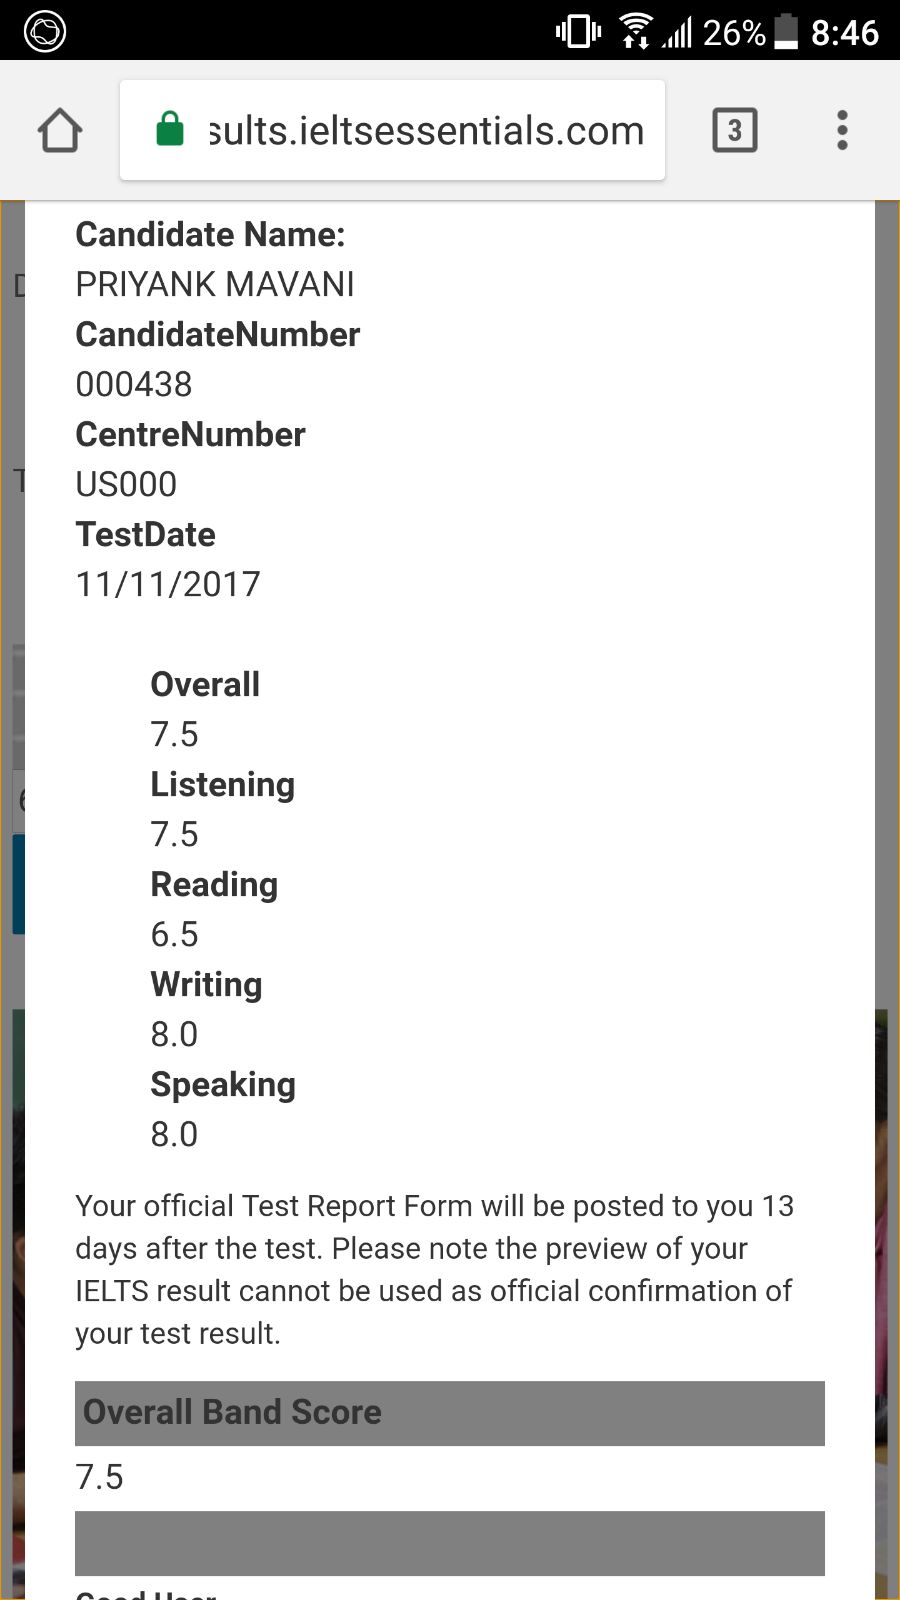 26% 8:46
sults.ieltsessentials.com 3
Candidate Name:
PRIYANK MAVANI
CandidateNumber
000438
CentreNumber
US000
TestDate
11/11/2017
Overall
7.5
Listening
7.5
Reading
6.5
Writing
8.0
Speaking
8.0
Your official Test Report Form will be posted to you 13
days after the test. Please note the preview of your
IELTS result cannot be used as official confirmation of
your test result.
Overall Band Score
7.5
Good User